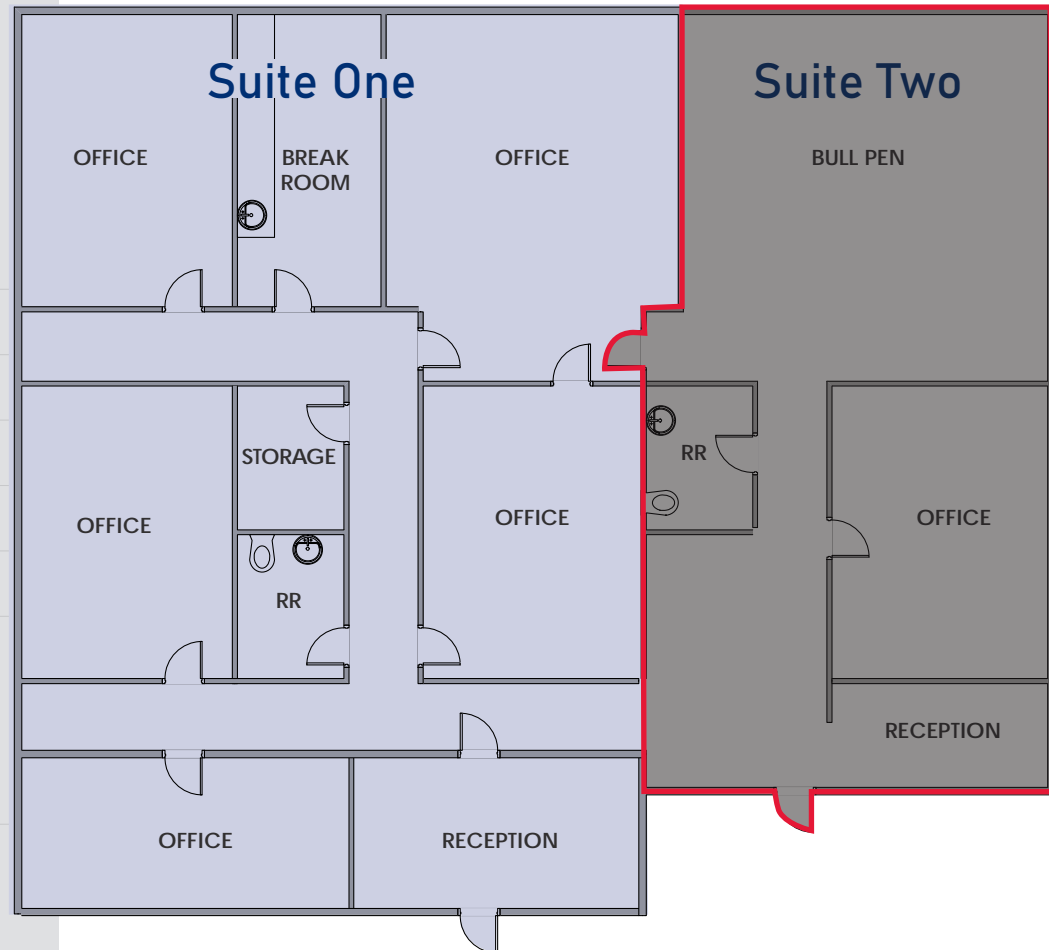 Suite One
Suite Two
OFFICE
BREAK
ROOM
OFFICE
BULL PEN
STORAGE
RR
OFFICE
OFFICE
RR
OFFICE
RECEPTION
OFFICE
RECEPTION